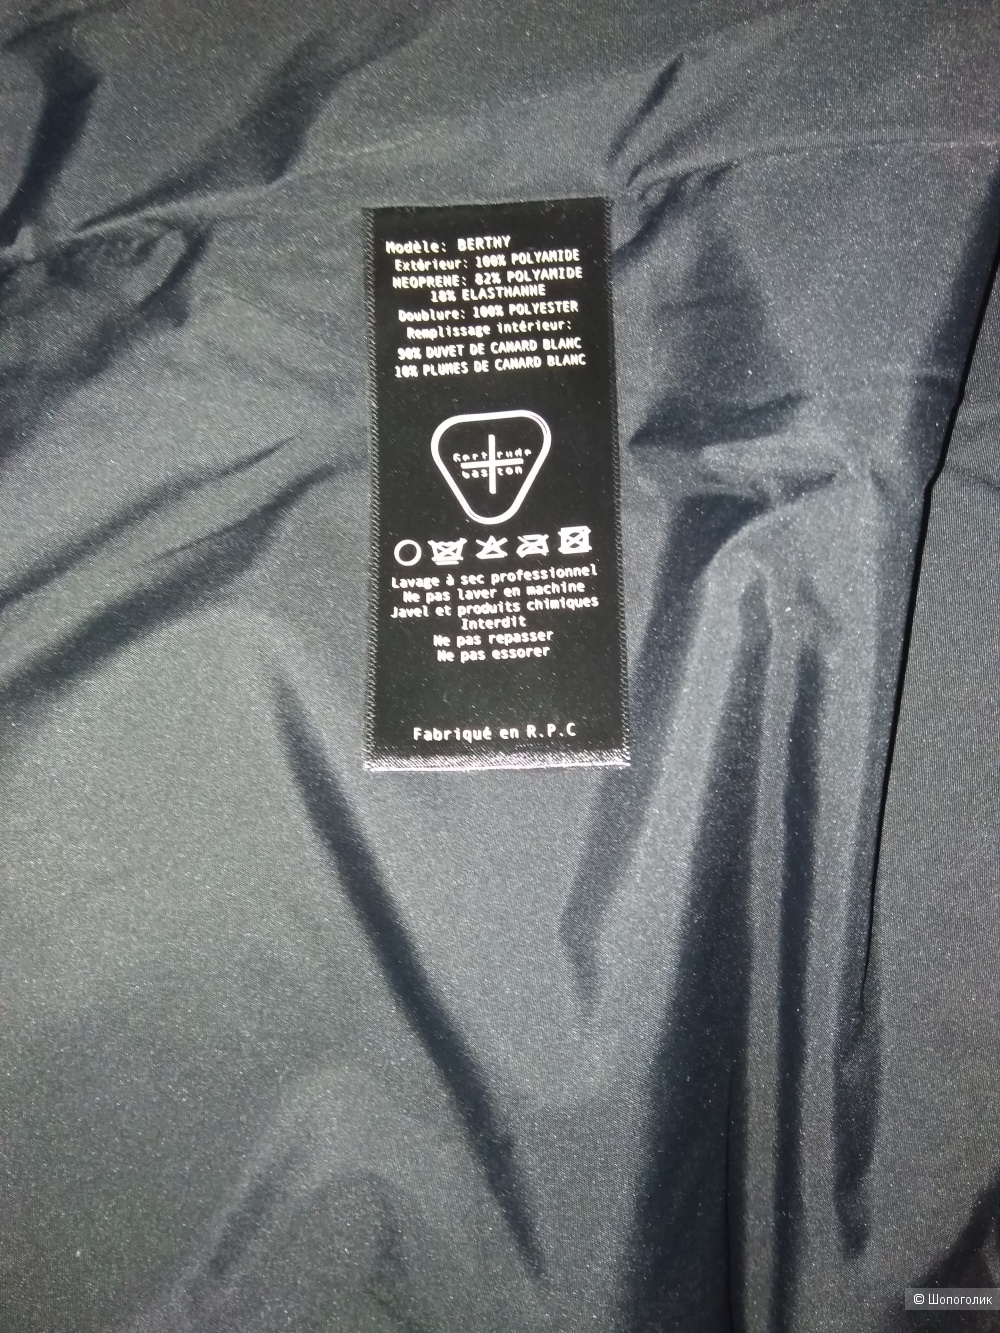 Modèle: BERTHY
Extérieur: 100% POLYAMIDE
NEOPRENE: 82% POLYAMIDE
18% ELASTHANNE
Doublure: 100% POLYESTER
Remplissage intérieur:
90% DUVET DE CANARD BLANC
10% PLUMES DE CANARD BLANC
Gertrude
baston
Lavage à sec professionnel
Ne pas laver en machine
Javel et produits chimiques
Interdit
Ne pas repasser
Ne pas essorer
Fabriqué en R.P.C
© Шопоголик